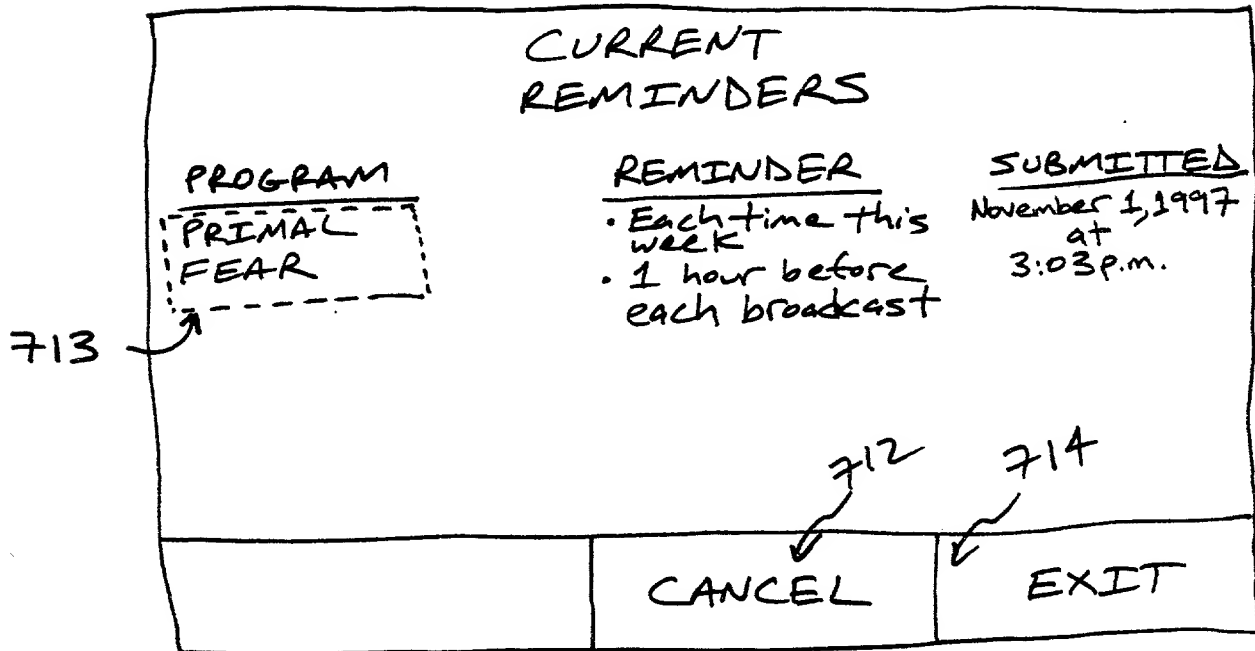 CURRENT
REMINDERS
PROGRAM
PRIMAL
FEAR
REMINDER
• Each time this
week
• 1 hour before
each broadcast
SUBMITTED
November 1, 1997
at
3:03 p.m.
713
712
714
CANCEL
EXIT